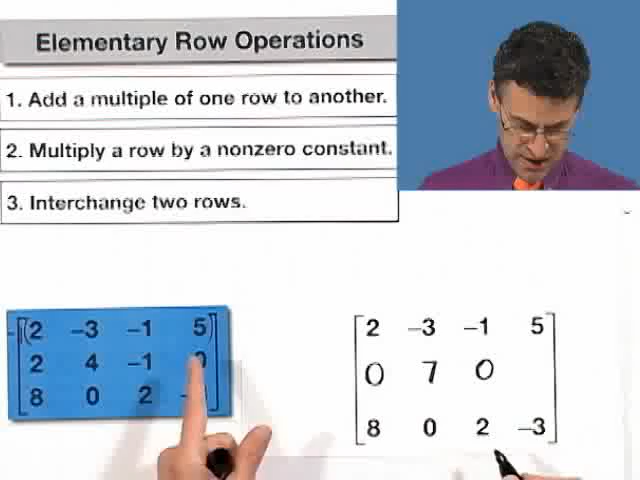 Elementary Row Operations
1. Add a multiple of one row to another.
2. Multiply a row by a nonzero constant.
3. Interchange two rows.
-[(2 -3 -1 5)]
2 4 -1
8 0 2
2 -3 -1 5
0 7 0
8 0 2 -3